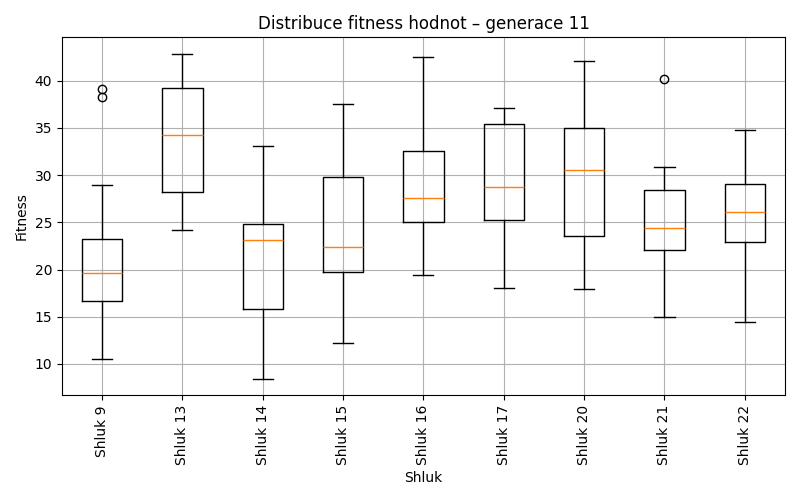 Distribuce fitness hodnot – generace 11
Fitness
40
35
30
25
20
15
10
Shluk 9
Shluk 13
Shluk 14
Shluk 15
Shluk 16
Shluk 17
Shluk 20
Shluk 21
Shluk 22
Shluk